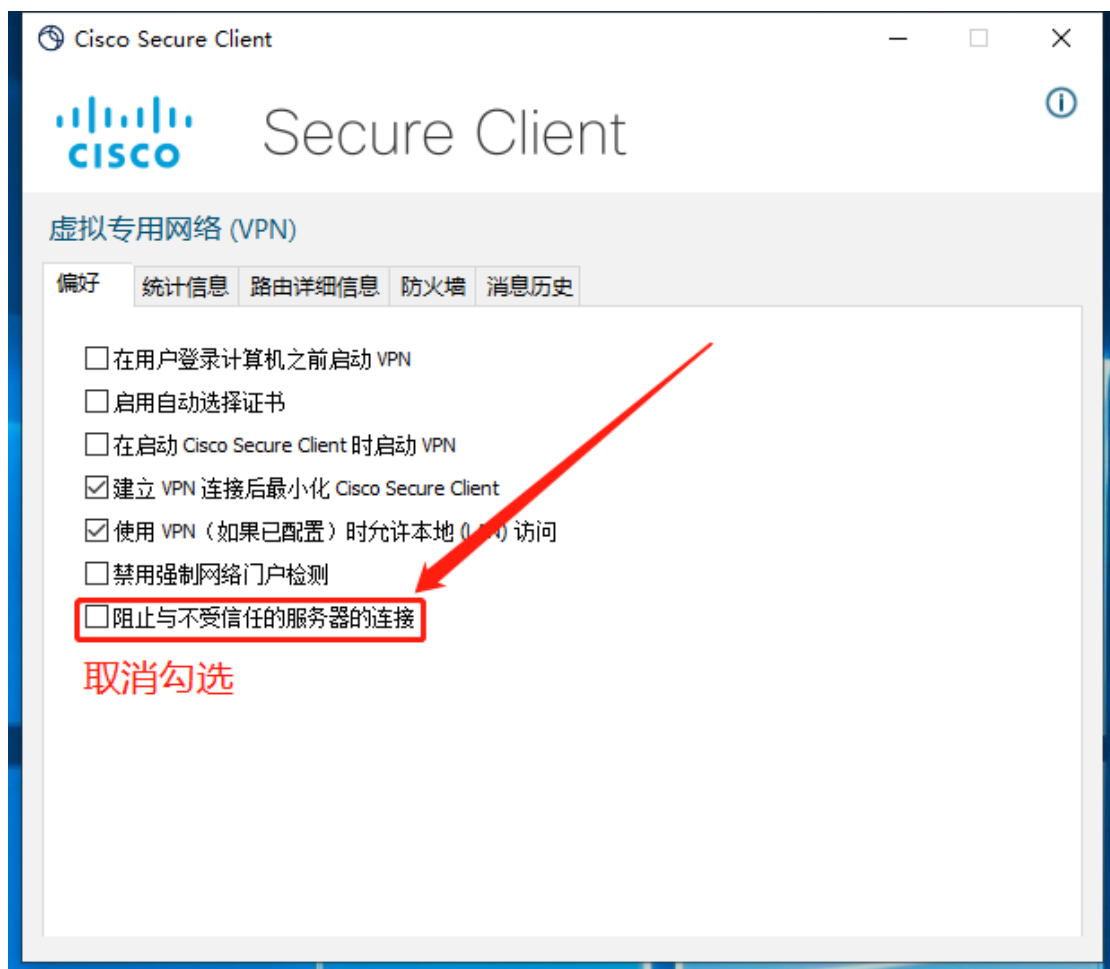 Cisco Secure Client
CISCO
Secure Client
虚拟专用网络 (VPN)
偏好 统计信息 路由详细信息 防火墙 消息历史
在用户登录计算机之前启动 VPN
启用自动选择证书
在启动 Cisco Secure Client 时启动 VPN
建立 VPN 连接后最小化 Cisco Secure Client
使用 VPN（如果已配置）时允许本地 (LAN) 访问
禁用强制网络门户检测
阻止与不受信任的服务器的连接
取消勾选